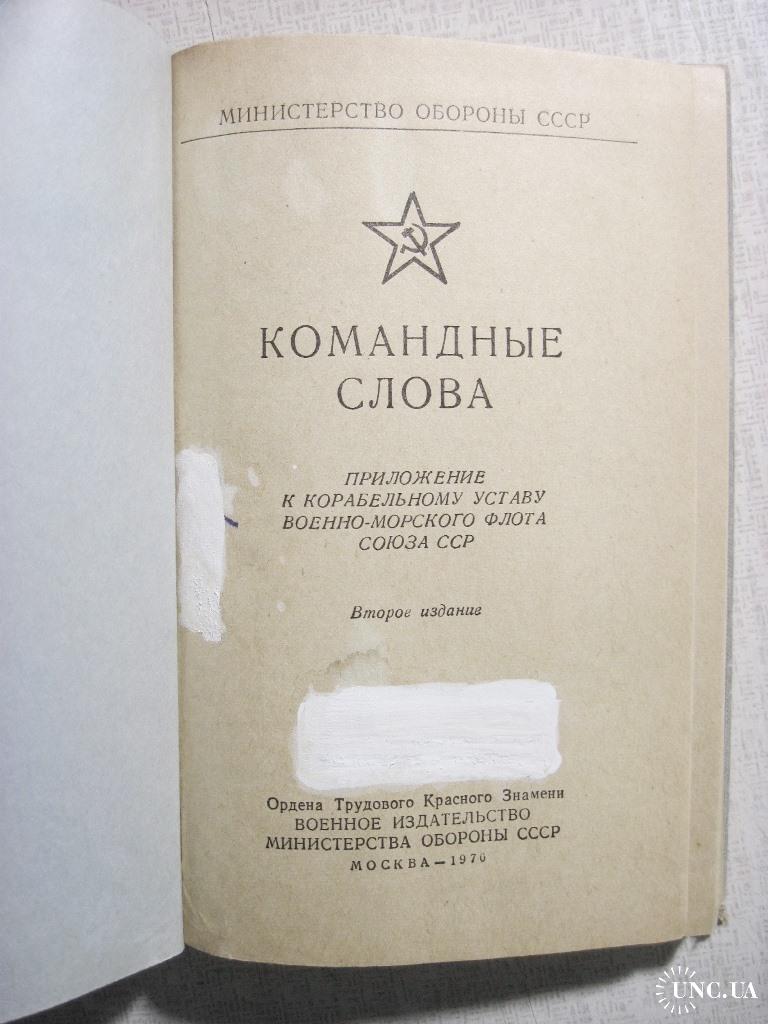 МИНИСТЕРСТВО ОБОРОНЫ СССР
КОМАНДНЫЕ
СЛОВА
ПРИЛОЖЕНИЕ
К КОРАБЕЛЬНОМУ УСТАВУ
ВОЕННО-МОРСКОГО ФЛОТА
СОЮЗА ССР
Второе издание
Ордена Трудового Красного Знамени
ВОЕННОЕ ИЗДАТЕЛЬСТВО
МИНИСТЕРСТВА ОБОРОНЫ СССР
МОСКВА—1970
UNC.UA